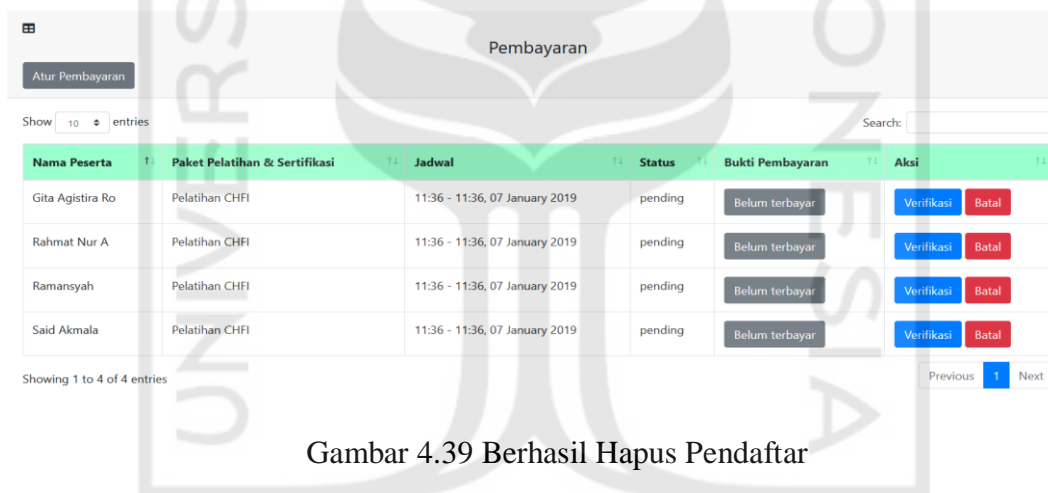 Pembayaran
Atur Pembayaran
Show 10 entries Search:
Nama Peserta Paket Pelatihan & Sertifikasi Jadwal Status Bukti Pembayaran Aksi
Gita Agistira Ro Pelatihan CHFI 11:36 - 11:36, 07 January 2019 pending Belum terbayar Verifikasi Batal
Rahmat Nur A Pelatihan CHFI 11:36 - 11:36, 07 January 2019 pending Belum terbayar Verifikasi Batal
Ramansyah Pelatihan CHFI 11:36 - 11:36, 07 January 2019 pending Belum terbayar Verifikasi Batal
Said Akmala Pelatihan CHFI 11:36 - 11:36, 07 January 2019 pending Belum terbayar Verifikasi Batal
Showing 1 to 4 of 4 entries Previous 1 Next
Gambar 4.39 Berhasil Hapus Pendaftar